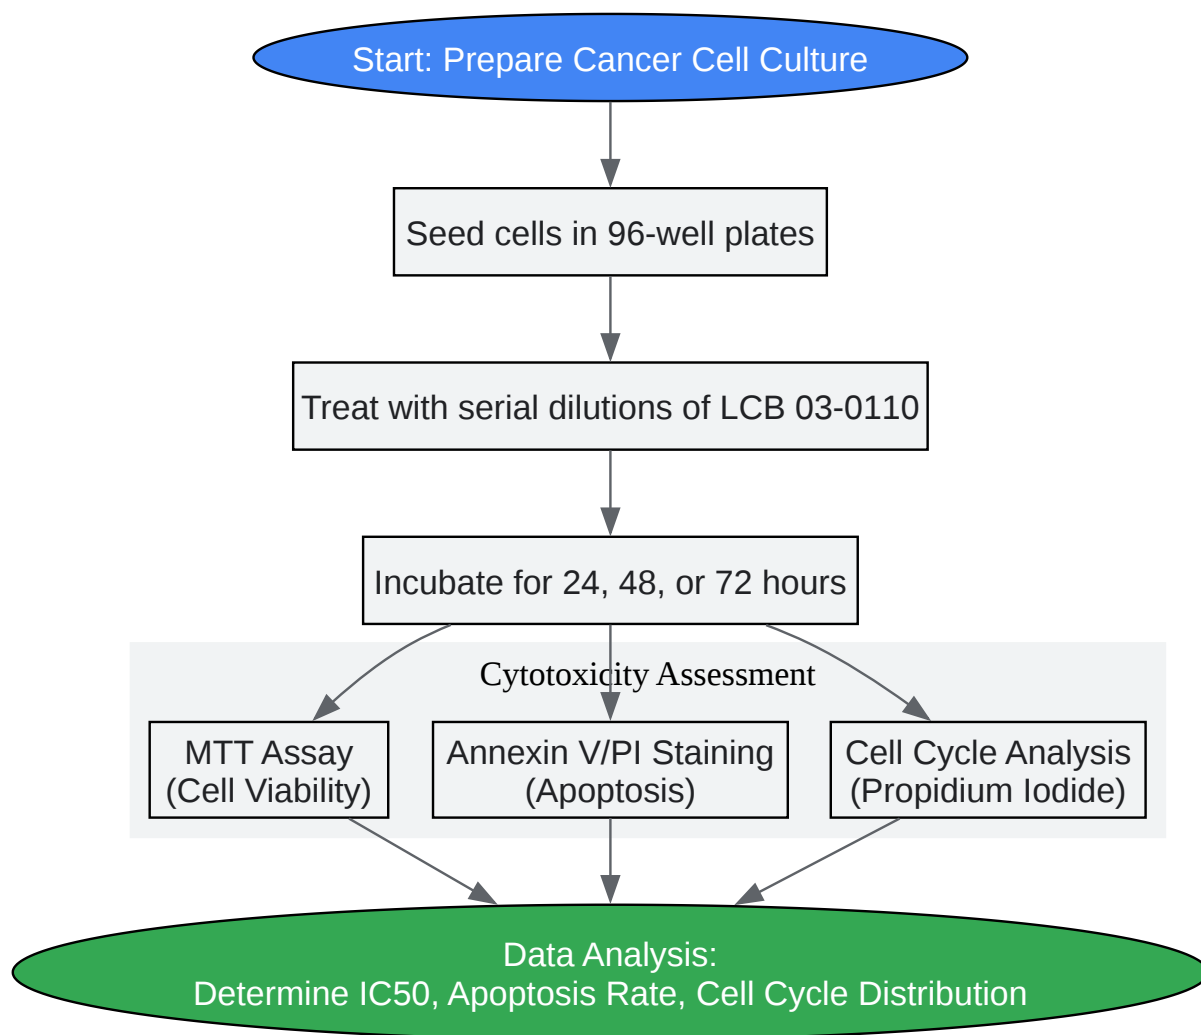 Start: Prepare Cancer Cell Culture
Seed cells in 96-well plates
Treat with serial dilutions of LCB 03-0110
Incubate for 24, 48, or 72 hours
Cytotoxicity Assessment
MTT Assay
(Cell Viability)
Annexin V/PI Staining
(Apoptosis)
Cell Cycle Analysis
(Propidium Iodide)
Data Analysis:
Determine IC50, Apoptosis Rate, Cell Cycle Distribution